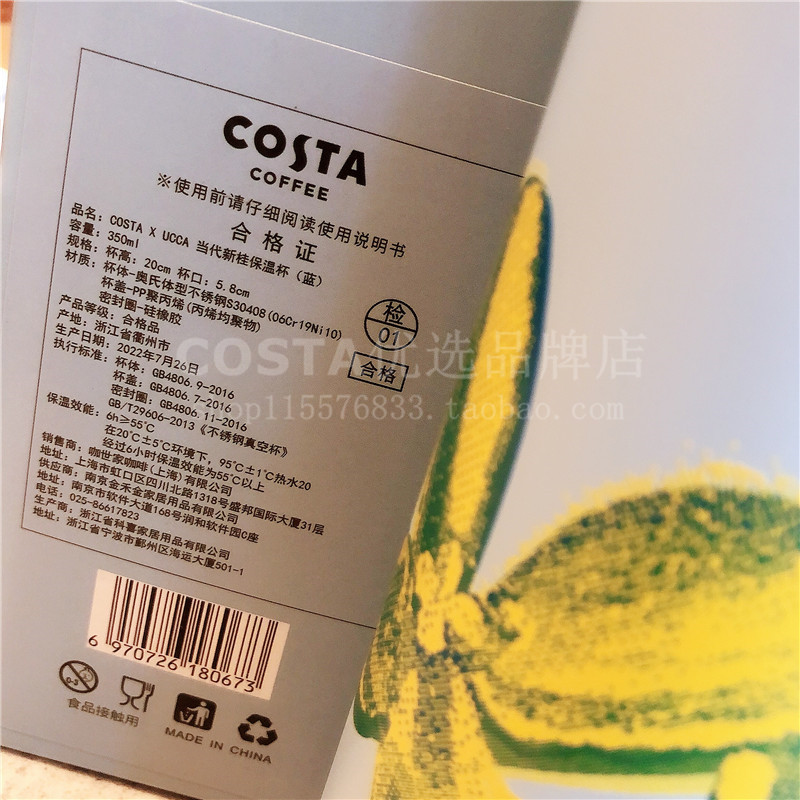 COSTA
COFFEE
※使用前请仔细阅读使用说明书
合格证
品名：COSTA X UCCA 当代新桂保温杯（蓝）
容量：350ml
规格：杯高：20cm 杯口：5.8cm
材质：杯体-奥氏体型不锈钢S30408(06Cr19Ni10)
杯盖-PP聚丙烯(丙烯均聚物)
密封圈-硅橡胶
产品等级：合格品
产地：浙江省衢州市
生产日期：2022年7月26日
执行标准：杯体：GB4806.9-2016
杯盖：GB4806.7-2016
密封圈：GB4806.11-2016
GB/T29606-2013《不锈钢真空杯》
保温效能：6h≥55℃
在20℃±5℃环境下，95℃±1℃热水20
经过6小时保温效能为55℃以上
销售商：咖世家咖啡(上海)有限公司
地址：上海市虹口区四川北路1318号盛邦国际大厦31层
供应商：南京金禾金家居用品有限公司
地址：南京市软件大道168号润和软件园C座
电话：025-86617823
生产商：浙江省科喜家居用品有限公司
地址：浙江省宁波市鄞州区海运大厦501-1
检
01
合格
COSTA优选品牌店
shop115576833.taobao.com
6 970726 180673
0-3
食品接触用
MADE IN CHINA